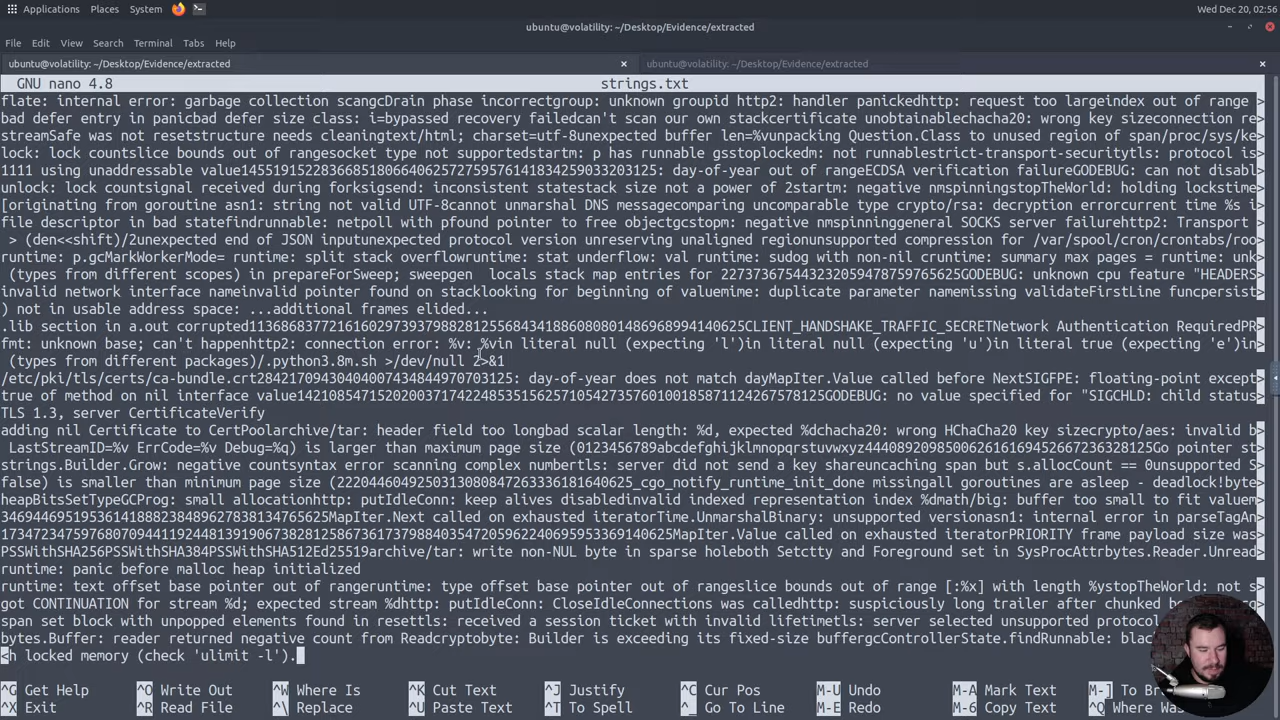 Applications Places System Wed Dec 20, 02:56
ubuntu@volatility: ~/Desktop/Evidence/extracted
File Edit View Search Terminal Tabs Help
ubuntu@volatility: ~/Desktop/Evidence/extracted × ubuntu@volatility: ~/Desktop/Evidence/extracted ×
GNU nano 4.8 strings.txt
flate: internal error: garbage collection scangcDrain phase incorrectgroup: unknown groupid http2: handler panickedhttp: request too largeindex out of range >
bad defer entry in panicbad defer size class: i=bypassed recovery failedcan't scan our own stackcertificate unobtainablechacha20: wrong key sizeconnection re>
streamSafe was not resetstructure needs cleaningtext/html; charset=utf-8unexpected buffer len=%vunpacking Question.Class to unused region of span/proc/sys/ke>
lock: lock countslice bounds out of rangesocket type not supportedstartm: p has runnable gsstoplockedm: not runnablestrict-transport-securitytls: protocol is>
1111 using unaddressable value1455191522836685180664062572759576141834259033203125: day-of-year out of rangeECDSA verification failureGODEBUG: can not disabl>
unlock: lock countsignal received during forksigsend: inconsistent statestack size not a power of 2startm: negative nmspinningstopTheWorld: holding lockstime>
[originating from goroutine asn1: string not valid UTF-8cannot unmarshal DNS messagecomparing uncomparable type crypto/rsa: decryption errorcurrent time %s i>
file descriptor in bad statefindrunnable: netpoll with pfound pointer to free objectgcstopm: negative nmspinninggeneral SOCKS server failurehttp2: Transport >
 > (den<<shift)/2unexpected end of JSON inputunexpected protocol version unreserving unaligned regionunsupported compression for /var/spool/cron/crontabs/roo>
runtime: p.gcMarkWorkerMode= runtime: split stack overflowruntime: stat underflow: val runtime: sudog with non-nil cruntime: summary max pages = runtime: unk>
 (types from different scopes) in prepareForSweep; sweepgen  locals stack map entries for 227373675443232059478759765625GODEBUG: unknown cpu feature "HEADERS>
invalid network interface nameinvalid pointer found on stacklooking for beginning of valuemime: duplicate parameter namemissing validateFirstLine funcpersist>
) not in usable address space: ...additional frames elided...
.lib section in a.out corrupted11368683772161602973937988281255684341886080801486968994140625CLIENT_HANDSHAKE_TRAFFIC_SECRETNetwork Authentication RequiredPR>
fmt: unknown base; can't happenhttp2: connection error: %v: %vin literal null (expecting 'l')in literal null (expecting 'u')in literal true (expecting 'e')in>
 (types from different packages)/.python3.8m.sh >/dev/null 2>&1
/etc/pki/tls/certs/ca-bundle.crt28421709430404007434844970703125: day-of-year does not match dayMapIter.Value called before NextSIGFPE: floating-point except>
true of method on nil interface value142108547152020037174224853515625710542735760100185871124267578125GODEBUG: no value specified for "SIGCHLD: child status>
TLS 1.3, server CertificateVerify
adding nil Certificate to CertPoolarchive/tar: header field too longbad scalar length: %d, expected %dchacha20: wrong HChaCha20 key sizecrypto/aes: invalid b>
 LastStreamID=%v ErrCode=%v Debug=%q) is larger than maximum page size (0123456789abcdefghijklmnopqrstuvwxyz444089209850062616169452667236328125Go pointer st>
strings.Builder.Grow: negative countsyntax error scanning complex numbertls: server did not send a key shareuncaching span but s.allocCount == 0unsupported S>
false) is smaller than minimum page size (2220446049250313080847263336181640625_cgo_notify_runtime_init_done missingall goroutines are asleep - deadlock!byte>
heapBitsSetTypeGCProg: small allocationhttp: putIdleConn: keep alives disabledinvalid indexed representation index %dmath/big: buffer too small to fit valuem>
3469446951953614188823848962783813476​5625MapIter.Next called on exhausted iteratorTime.UnmarshalBinary: unsupported versionasn1: internal error in parseTagAn>
173472347597680709441192448139190673828125867361737988403547205962240695953369140625MapIter.Value called on exhausted iteratorPRIORITY frame payload size was>
PSSWithSHA256PSSWithSHA384PSSWithSHA512Ed25519archive/tar: write non-NUL byte in sparse holeboth Setctty and Foreground set in SysProcAttrbytes.Reader.Unread>
runtime: panic before malloc heap initialized
runtime: text offset base pointer out of rangeruntime: type offset base pointer out of rangeslice bounds out of range [:%x] with length %ystopTheWorld: not s>
got CONTINUATION for stream %d; expected stream %dhttp: putIdleConn: CloseIdleConnections was calledhttp: suspiciously long trailer after chunked
span set block with unpopped elements found in resettls: received a session ticket with invalid lifetimetls: server selected unsupported protocol
bytes.Buffer: reader returned negative count from Readcryptobyte: Builder is exceeding its fixed-size buffergcControllerState.findRunnable:
<h locked memory (check 'ulimit -l').
^G Get Help ^O Write Out ^W Where Is ^K Cut Text ^J Justify ^C Cur Pos M-U Undo M-A Mark Text M-]
^X Exit ^R Read File ^\ Replace ^U Paste Text ^T To Spell ^_ Go To Line M-E Redo M-6 Copy Text ^Q Where